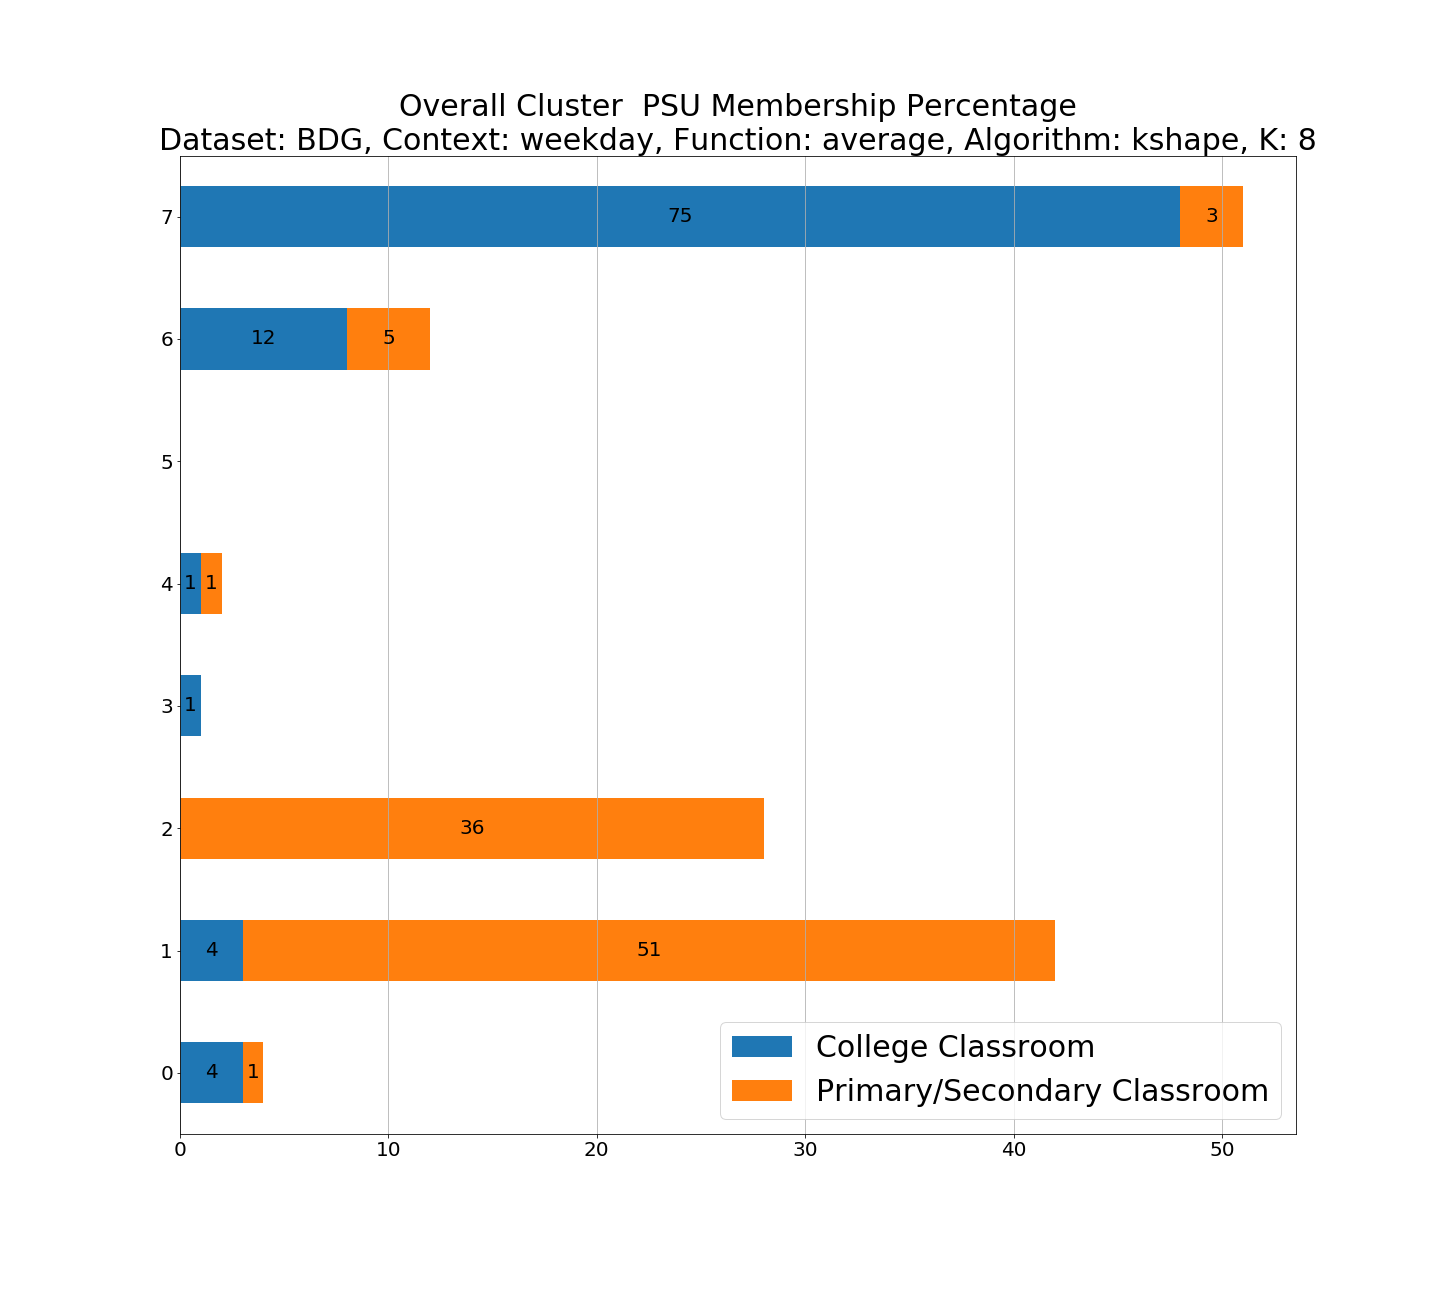 Overall Cluster  PSU Membership Percentage
Dataset: BDG, Context: weekday, Function: average, Algorithm: kshape, K: 8
7 75 3
6 12 5
5
4 1 1
3 1
2 36
1 4 51
0 4 1
College Classroom
Primary/Secondary Classroom
0 10 20 30 40 50